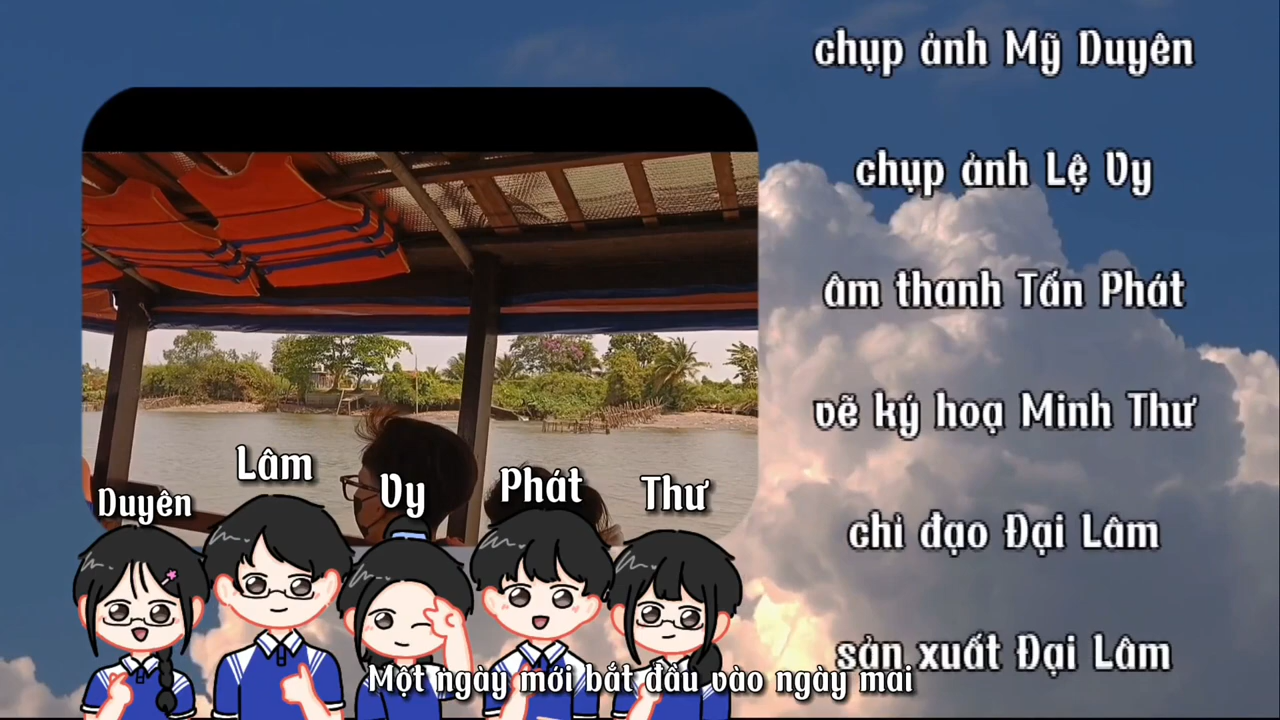 chụp ảnh Mỹ Duyên
chụp ảnh Lệ Vy
âm thanh Tấn Phát
vẽ ký hoạ Minh Thư
chỉ đạo Đại Lâm
sản xuất Đại Lâm
Duyên
Lâm
Vy
Phát
Thư
Một ngày mới bắt đầu vào ngày mai